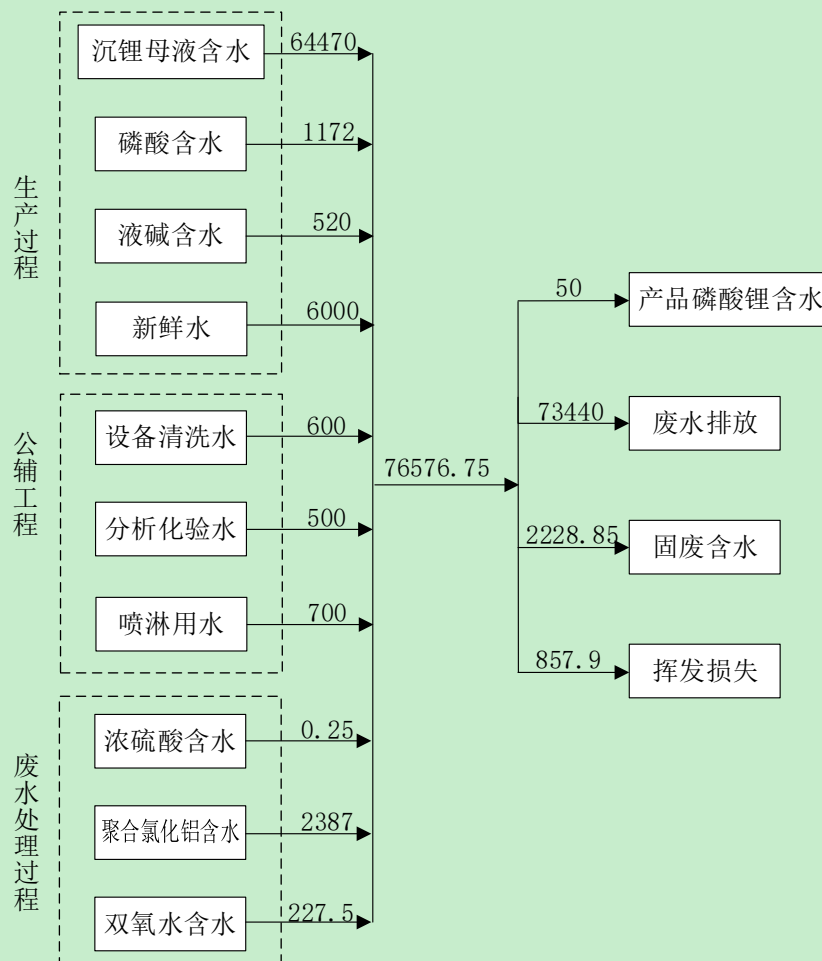 生产过程
沉锂母液含水
64470
磷酸含水
1172
液碱含水
520
新鲜水
6000
公辅工程
设备清洗水
600
分析化验水
500
喷淋用水
700
废水处理过程
浓硫酸含水
0.25
聚合氯化铝含水
2387
双氧水含水
227.5
76576.75
50
产品磷酸锂含水
73440
废水排放
2228.85
固废含水
857.9
挥发损失